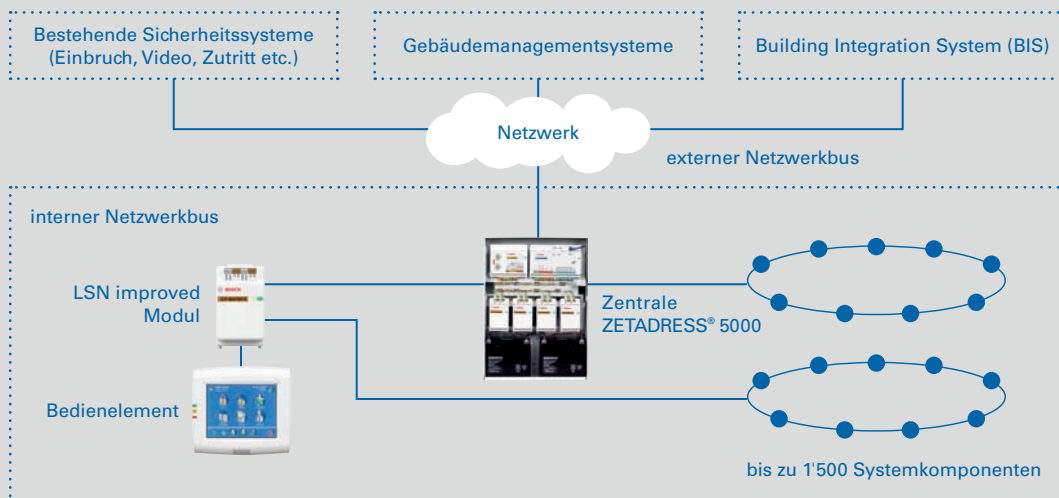 Bestehende Sicherheitssysteme
(Einbruch, Video, Zutritt etc.)
Gebäudemanagementsysteme
Building Integration System (BIS)
Netzwerk
externer Netzwerkbus
interner Netzwerkbus
LSN improved
Modul
Zentrale
ZETADRESS® 5000
Bedienelement
bis zu 1'500 Systemkomponenten